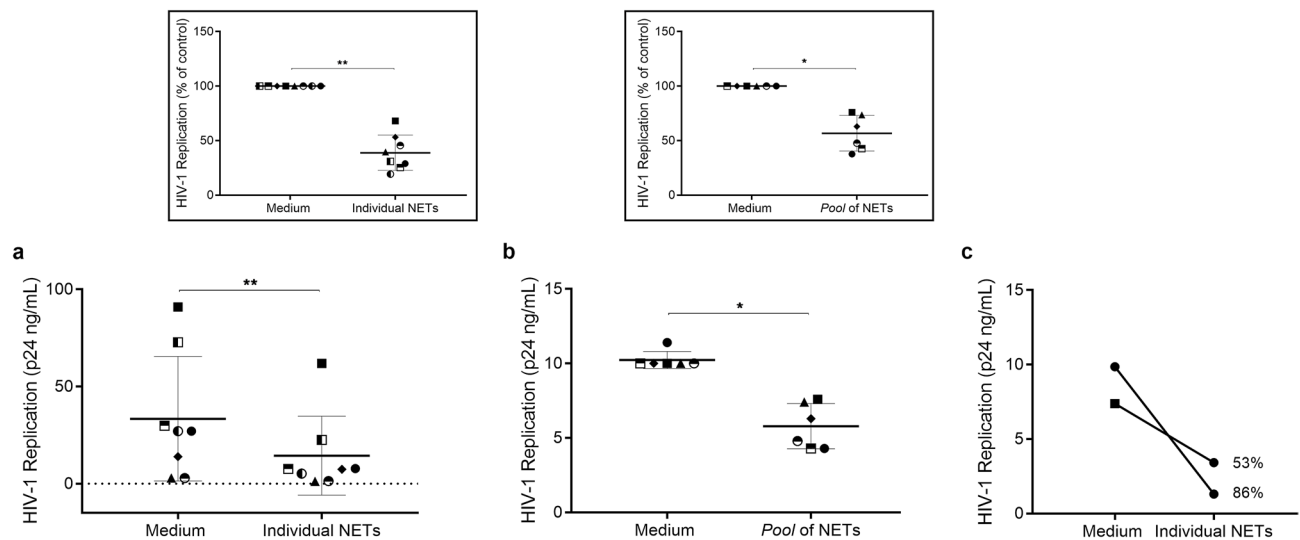 HIV-1 Replication (% of control)
150
100
50
0
**
Medium
Individual NETs
HIV-1 Replication (% of control)
150
100
50
0
*
Medium
Pool of NETs
a
HIV-1 Replication (p24 ng/mL)
100
50
0
**
Medium
Individual NETs
b
HIV-1 Replication (p24 ng/mL)
15
10
5
0
*
Medium
Pool of NETs
c
HIV-1 Replication (p24 ng/mL)
15
10
5
0
53%
86%
Medium
Individual NETs